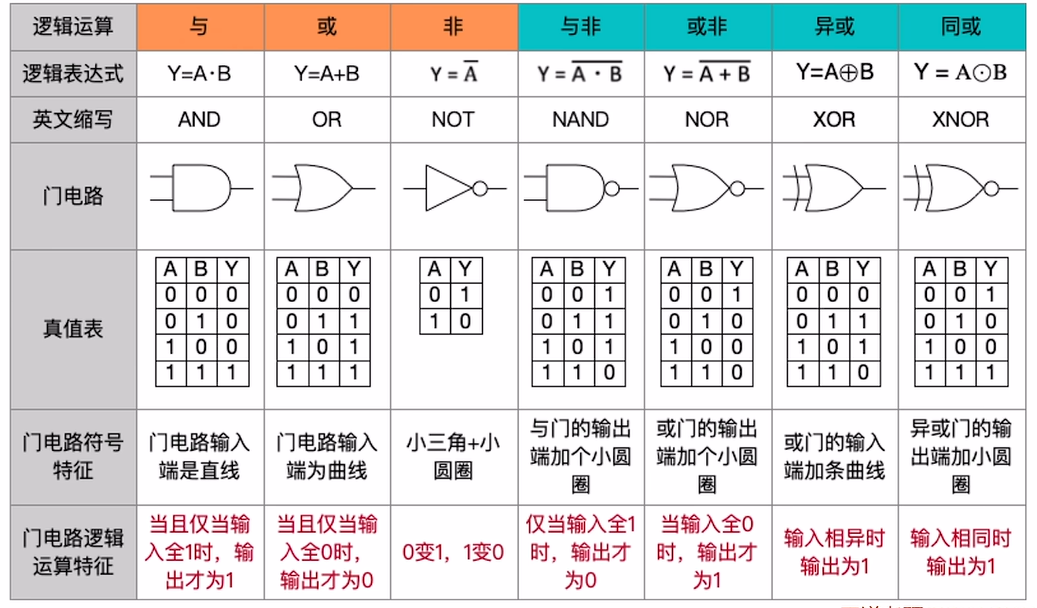 逻辑运算 与 或 非 与非 或非 异或 同或
逻辑表达式 Y=A·B Y=A+B Y = A̅ Y = A̅ ̅·̅ ̅B̅ Y = A̅ ̅+̅ ̅B̅ Y=A⊕B Y = A⊙B
英文缩写 AND OR NOT NAND NOR XOR XNOR
门电路
真值表
A B Y A B Y A Y A B Y A B Y A B Y A B Y
0 0 0 0 0 0 0 1 0 0 1 0 0 1 0 0 0 0 0 1
0 1 0 0 1 1 1 0 0 1 1 0 1 0 0 1 1 0 1 0
1 0 0 1 0 1 1 0 1 1 0 0 1 0 1 1 0 0
1 1 1 1 1 1 1 1 0 1 1 0 1 1 0 1 1 1
门电路符号
特征
门电路输入
端是直线
门电路输入
端为曲线
小三角+小
圆圈
与门的输出
端加个小圆
圈
或门的输出
端加个小圆
圈
或门的输入
端加条曲线
异或门的输
出端加小圆
圈
门电路逻辑
运算特征
当且仅当输
入全1时，输
出才为1
当且仅当输
入全0时，
输出才为0
0变1，1变0
仅当输入全1
时，输出才
为0
当输入全0
时，输出才
为1
输入相异时
输出为1
输入相同时
输出为1